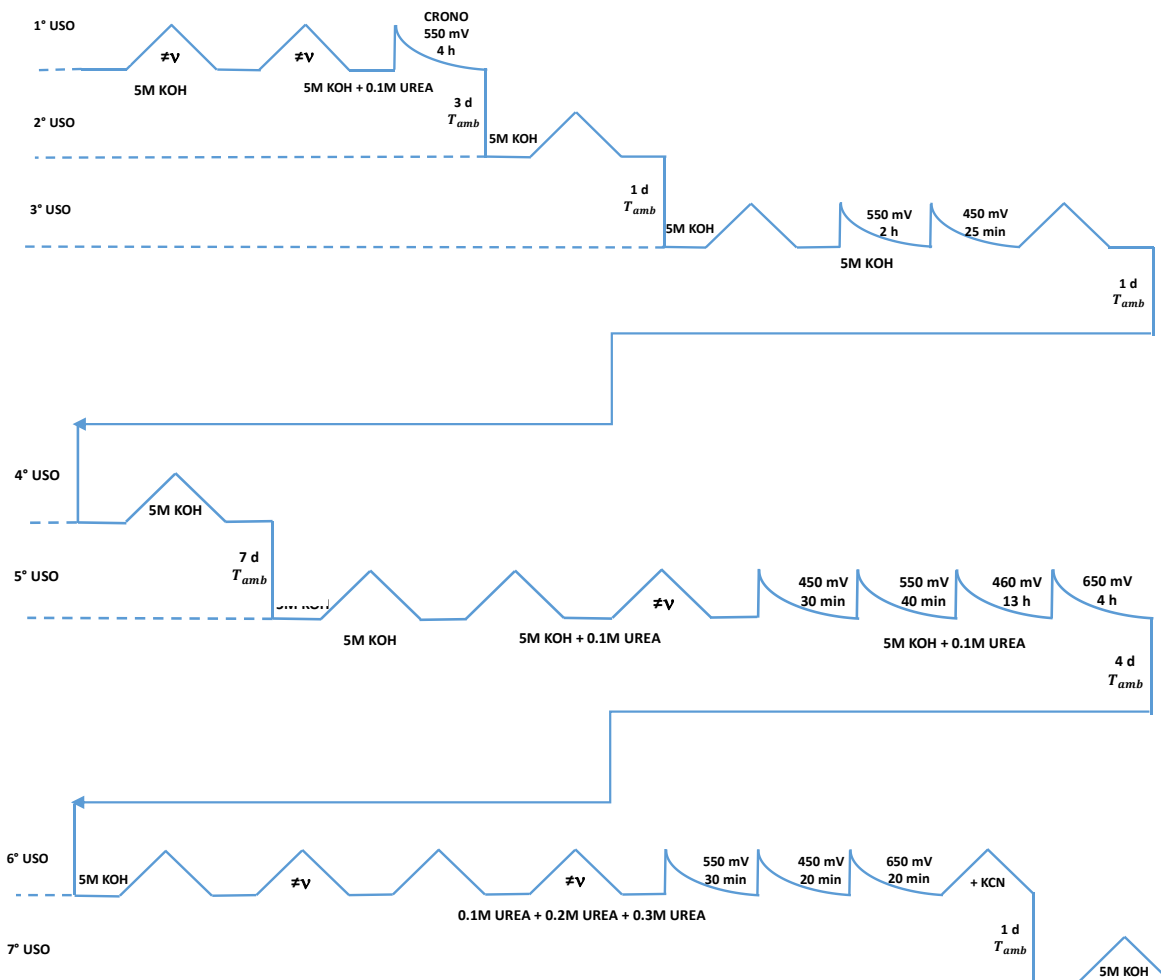 1° USO
CRONO
550 mV
4 h
≠ν
≠ν
5M KOH
5M KOH + 0.1M UREA
3 d
T_amb
2° USO
5M KOH
1 d
T_amb
3° USO
5M KOH
550 mV
2 h
450 mV
25 min
5M KOH
1 d
T_amb
4° USO
5M KOH
7 d
T_amb
5° USO
5M KOH
5M KOH
≠ν
5M KOH + 0.1M UREA
450 mV
30 min
550 mV
40 min
460 mV
13 h
650 mV
4 h
5M KOH + 0.1M UREA
4 d
T_amb
6° USO
5M KOH
≠ν
≠ν
550 mV
30 min
450 mV
20 min
650 mV
20 min
+ KCN
0.1M UREA + 0.2M UREA + 0.3M UREA
1 d
T_amb
7° USO
5M KOH